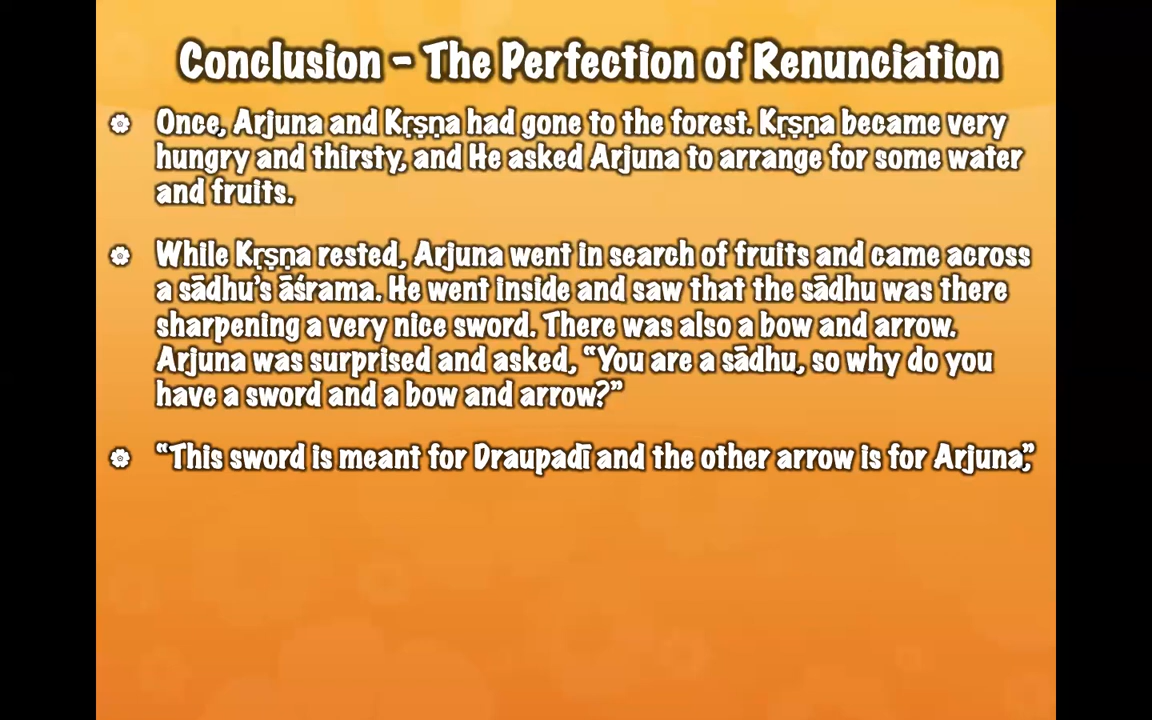 Conclusion - The Perfection of Renunciation
Once, Arjuna and Kṛṣṇa had gone to the forest. Kṛṣṇa became very
hungry and thirsty, and He asked Arjuna to arrange for some water
and fruits.
While Kṛṣṇa rested, Arjuna went in search of fruits and came across
a sādhu’s āśrama. He went inside and saw that the sādhu was there
sharpening a very nice sword. There was also a bow and arrow.
Arjuna was surprised and asked, “You are a sādhu, so why do you
have a sword and a bow and arrow?”
“This sword is meant for Draupadī and the other arrow is for Arjuna,”